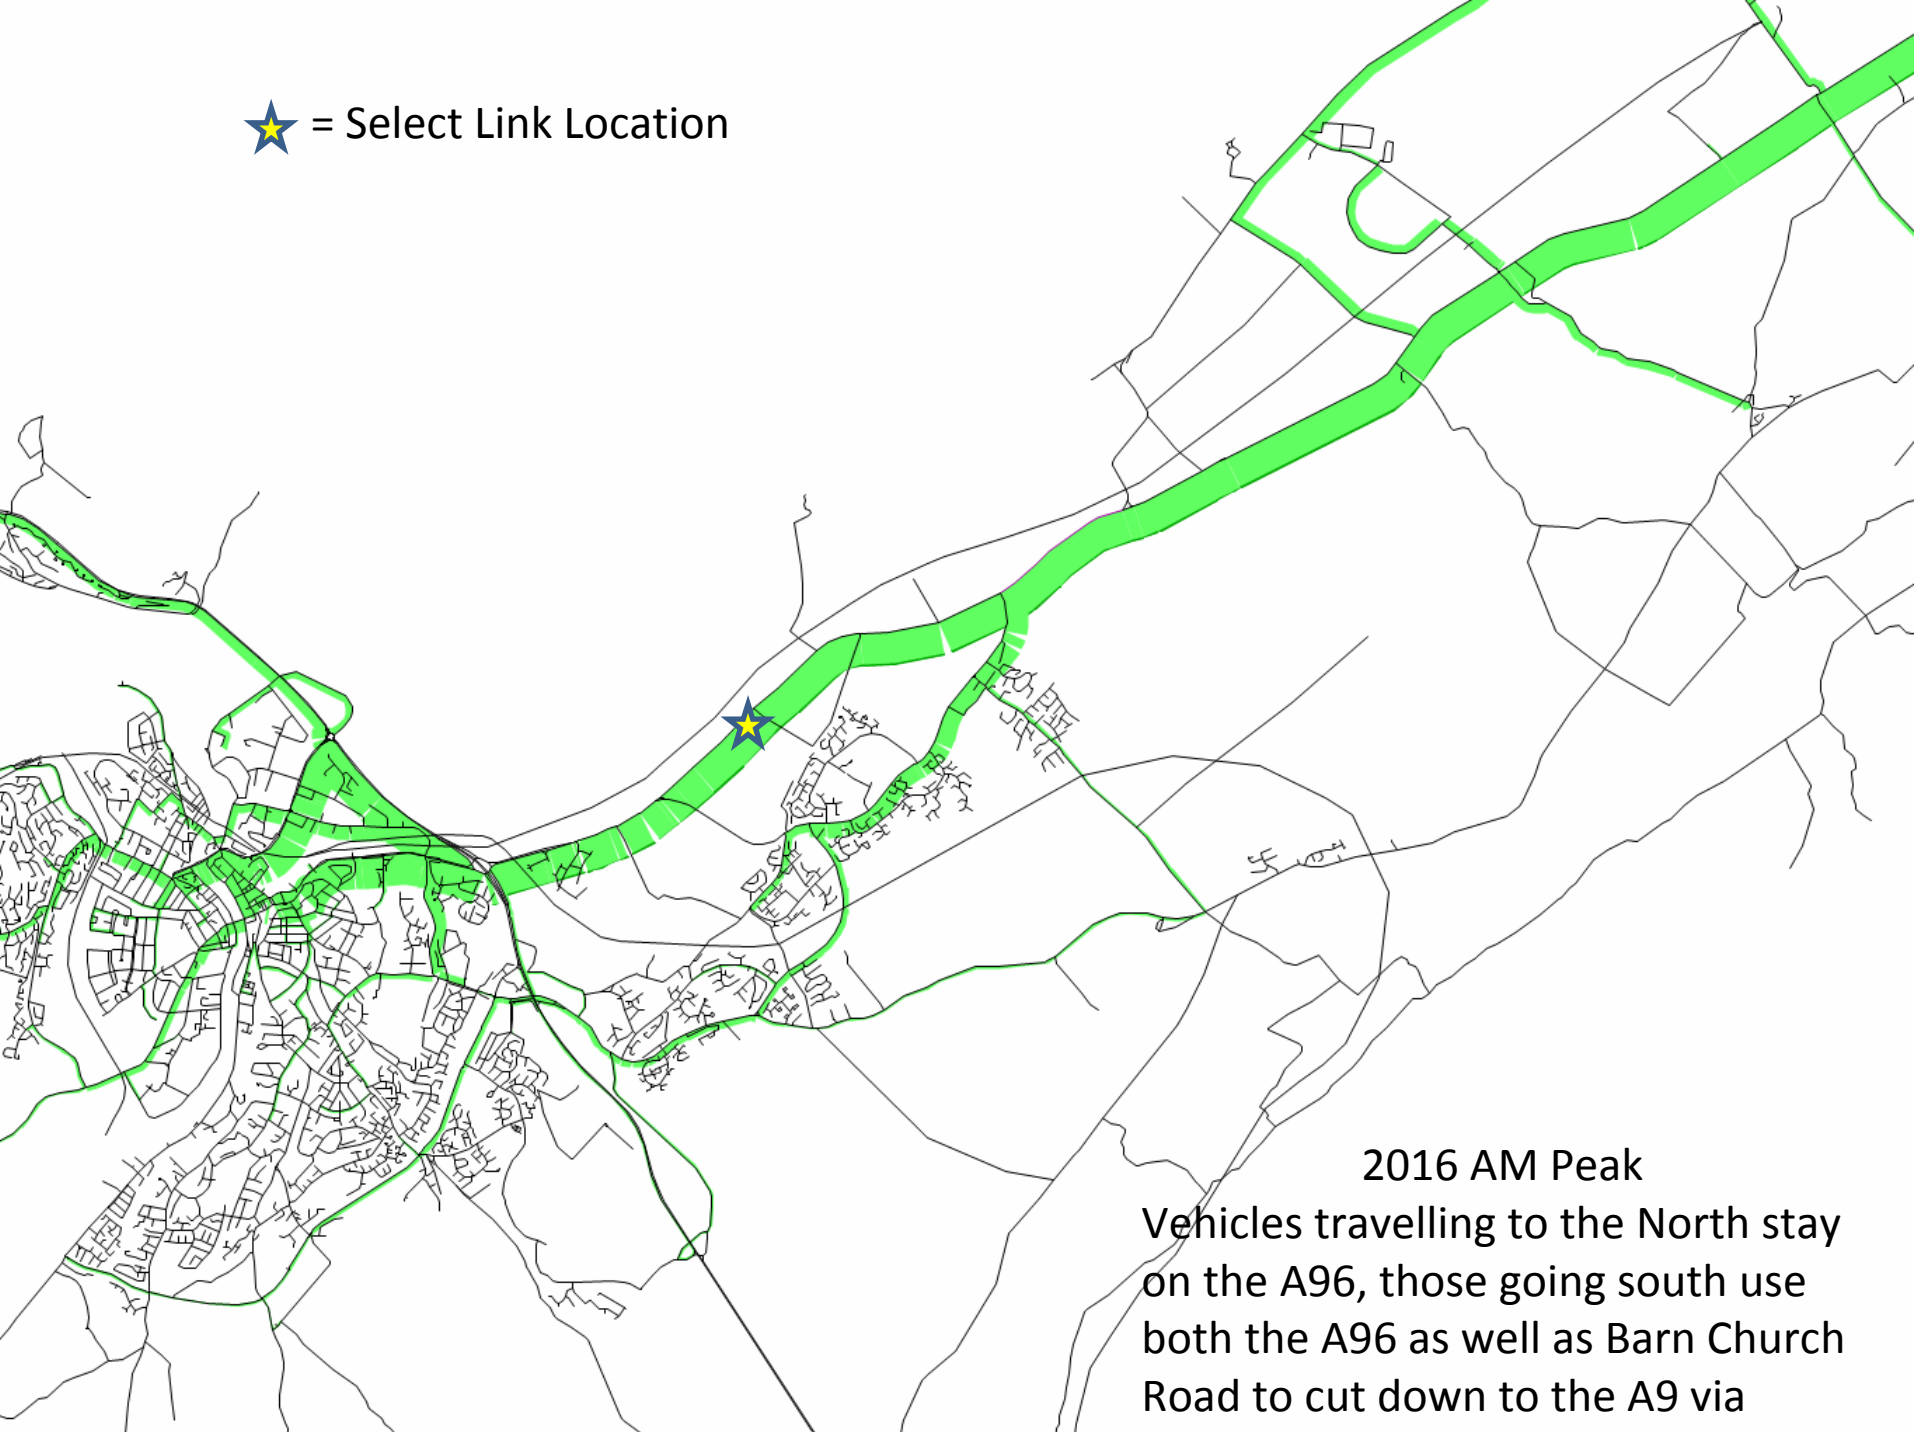 = Select Link Location
2016 AM Peak
Vehicles travelling to the North stay
on the A96, those going south use
both the A96 as well as Barn Church
Road to cut down to the A9 via